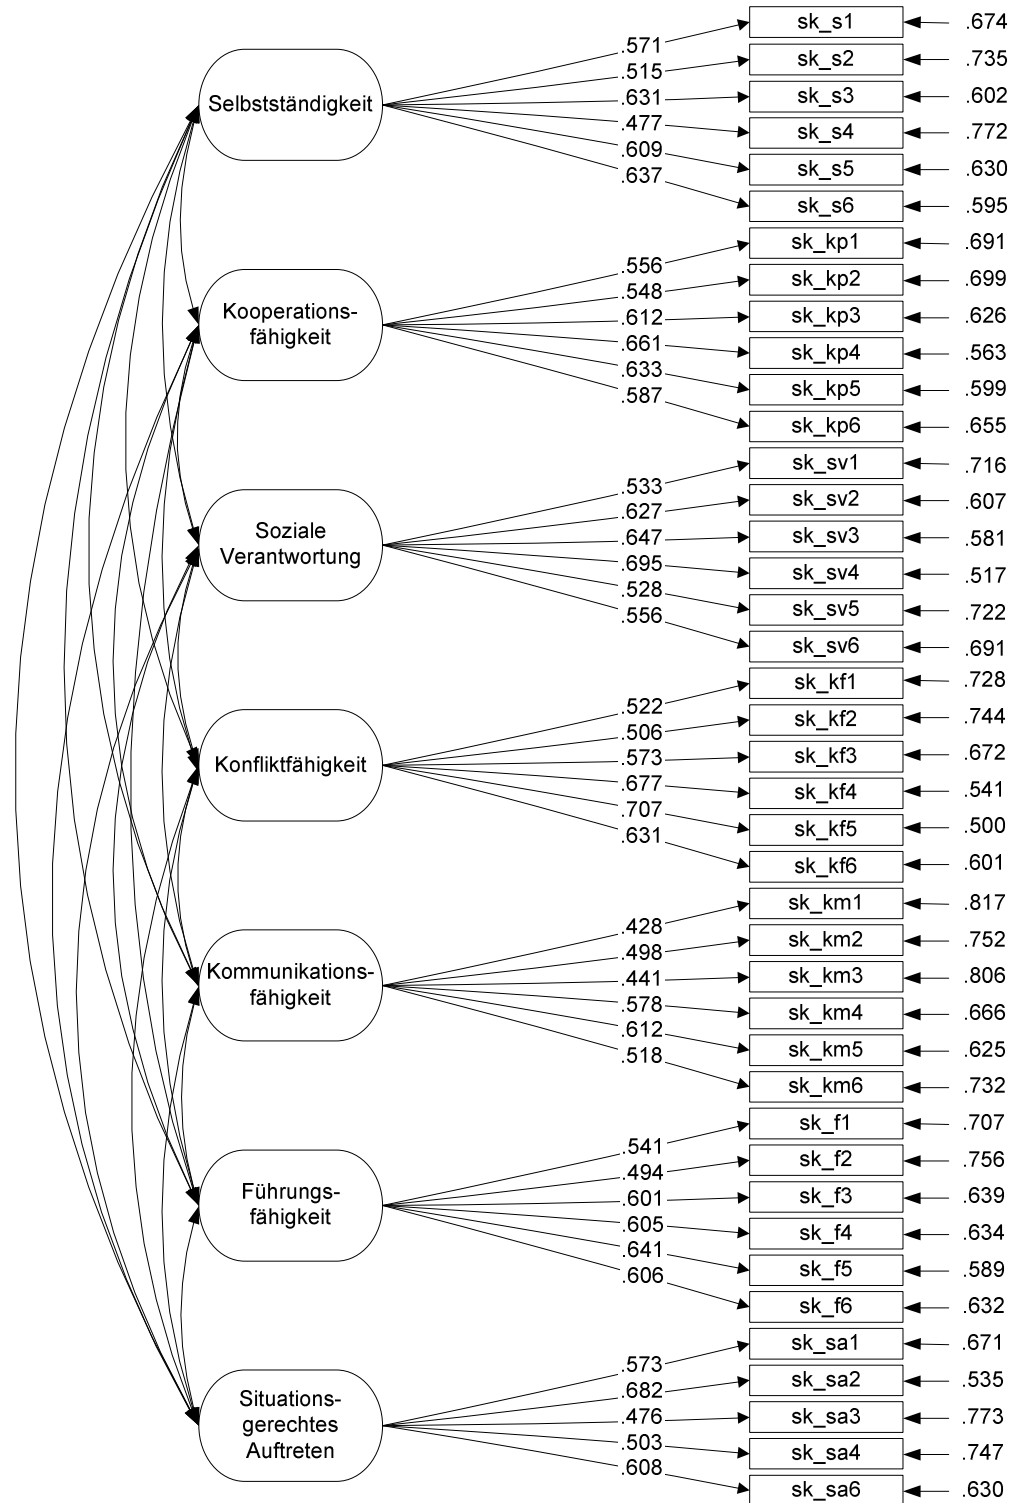 Selbstständigkeit
.571
.515
.631
.477
.609
.637
sk_s1 .674
sk_s2 .735
sk_s3 .602
sk_s4 .772
sk_s5 .630
sk_s6 .595
Kooperations-
fähigkeit
.556
.548
.612
.661
.633
.587
sk_kp1 .691
sk_kp2 .699
sk_kp3 .626
sk_kp4 .563
sk_kp5 .599
sk_kp6 .655
Soziale
Verantwortung
.533
.627
.647
.695
.528
.556
sk_sv1 .716
sk_sv2 .607
sk_sv3 .581
sk_sv4 .517
sk_sv5 .722
sk_sv6 .691
Konfliktfähigkeit
.522
.506
.573
.677
.707
.631
sk_kf1 .728
sk_kf2 .744
sk_kf3 .672
sk_kf4 .541
sk_kf5 .500
sk_kf6 .601
Kommunikations-
fähigkeit
.428
.498
.441
.578
.612
.518
sk_km1 .817
sk_km2 .752
sk_km3 .806
sk_km4 .666
sk_km5 .625
sk_km6 .732
Führungs-
fähigkeit
.541
.494
.601
.605
.641
.606
sk_f1 .707
sk_f2 .756
sk_f3 .639
sk_f4 .634
sk_f5 .589
sk_f6 .632
Situations-
gerechtes
Auftreten
.573
.682
.476
.503
.608
sk_sa1 .671
sk_sa2 .535
sk_sa3 .773
sk_sa4 .747
sk_sa6 .630